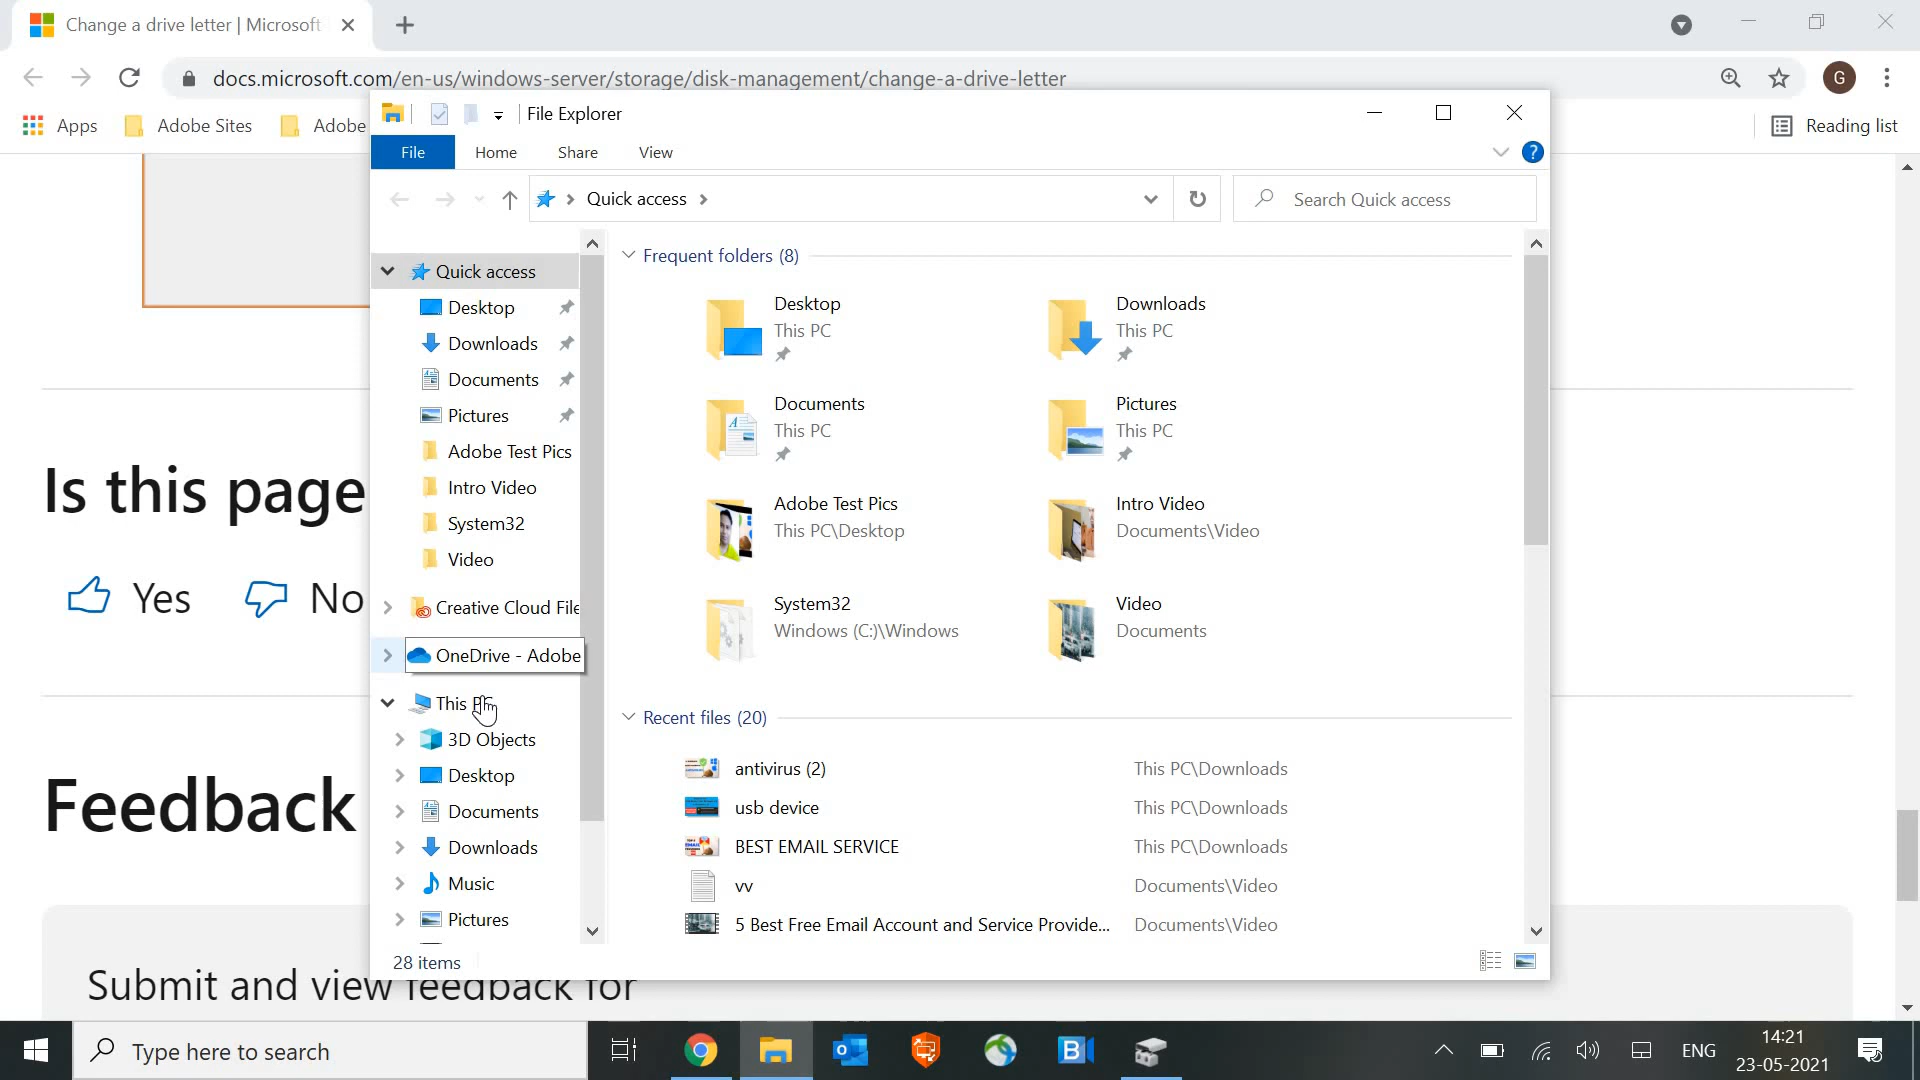 Change a drive letter | Microsoft
docs.microsoft.com/en-us/windows-server/storage/disk-management/change-a-drive-letter
G
Apps
Adobe Sites
Adobe
Reading list
File Explorer
File
Home
Share
View
?
Quick access
Search Quick access
Quick access
Desktop
Downloads
Documents
Pictures
Adobe Test Pics
Intro Video
System32
Video
Creative Cloud File
OneDrive - Adobe
This PC
3D Objects
Desktop
Documents
Downloads
Music
Pictures
Frequent folders (8)
Desktop
This PC
Downloads
This PC
Documents
This PC
Pictures
This PC
Adobe Test Pics
This PC\Desktop
Intro Video
Documents\Video
System32
Windows (C:)\Windows
Video
Documents
Recent files (20)
antivirus (2) This PC\Downloads
usb device This PC\Downloads
BEST EMAIL SERVICE This PC\Downloads
vv Documents\Video
5 Best Free Email Account and Service Provide... Documents\Video
28 items
Is this page
Yes No
Feedback
Submit and view feedback for
Type here to search
ENG
14:21
23-05-2021